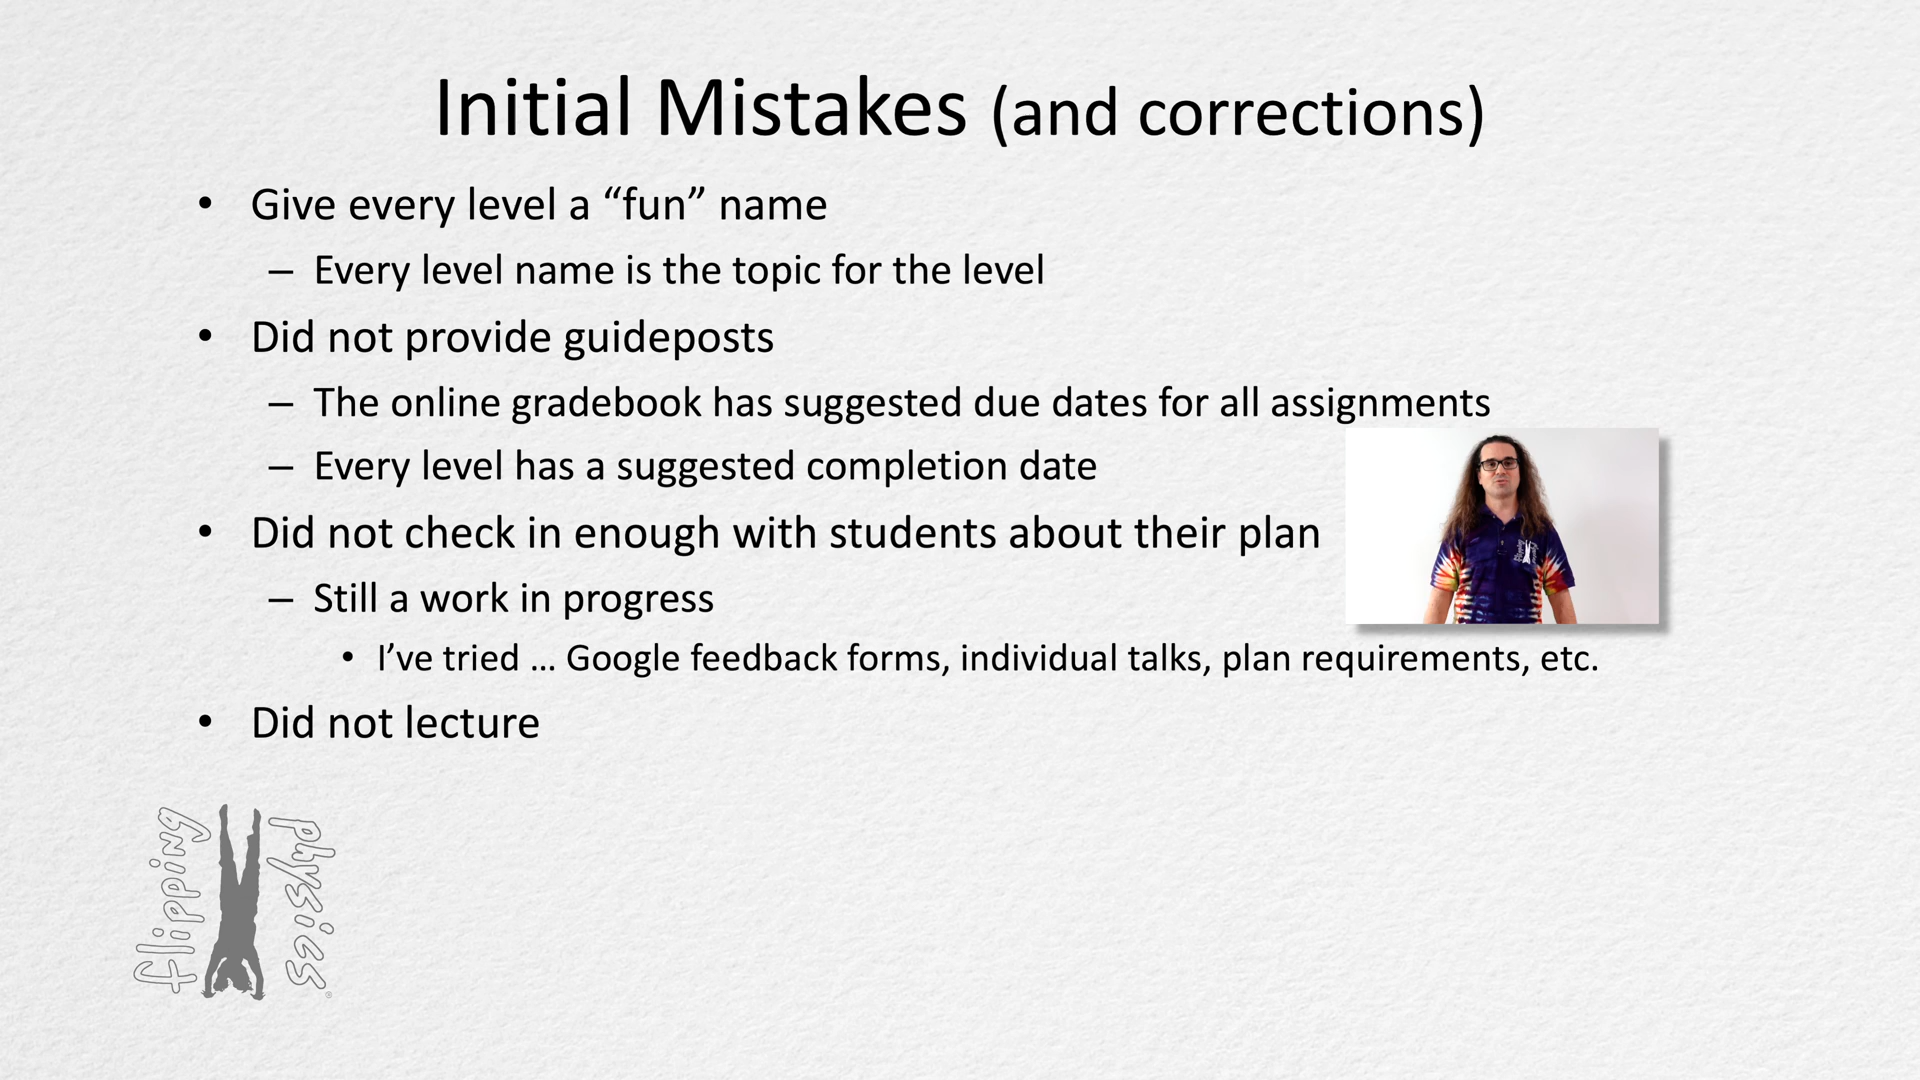 Initial Mistakes (and corrections)
• Give every level a “fun” name
– Every level name is the topic for the level
• Did not provide guideposts
– The online gradebook has suggested due dates for all assignments
– Every level has a suggested completion date
• Did not check in enough with students about their plan
– Still a work in progress
• I’ve tried … Google feedback forms, individual talks, plan requirements, etc.
• Did not lecture
flipping
physics
®